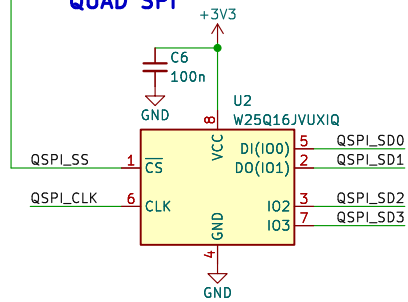 QUAD SPI
+3V3
C6
100n
GND
U2
W25Q16JVUXIQ
8
VCC
QSPI_SS
1
CS
DI(IO0)
5
QSPI_SD0
DO(IO1)
2
QSPI_SD1
QSPI_CLK
6
CLK
IO2
3
QSPI_SD2
IO3
7
QSPI_SD3
GND
4
GND